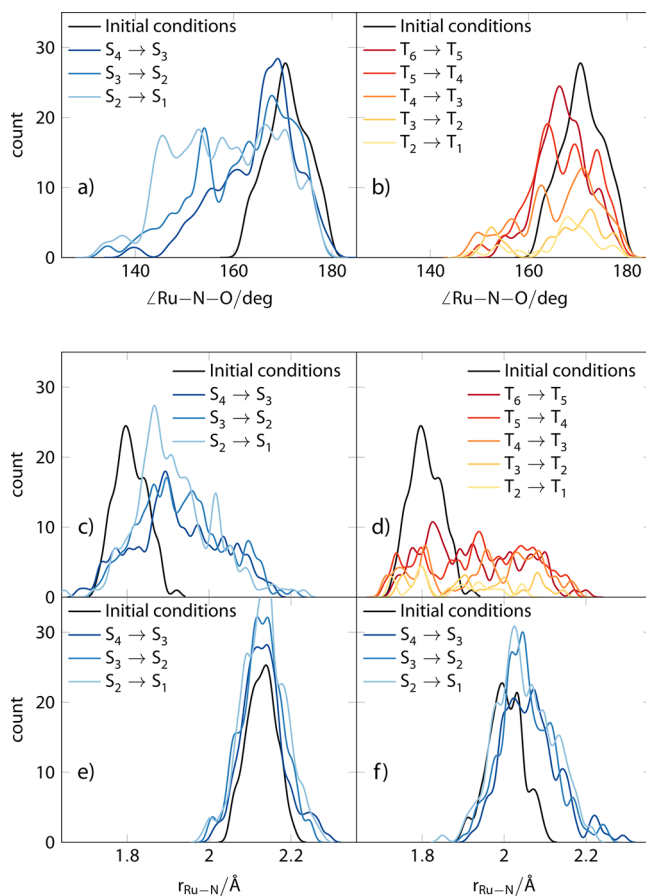 30
20
10
0
count
Initial conditions
S₄ → S₃
S₃ → S₂
S₂ → S₁
a)
140
160
180
∠Ru−N−O/deg
Initial conditions
T₆ → T₅
T₅ → T₄
T₄ → T₃
T₃ → T₂
T₂ → T₁
b)
140
160
180
∠Ru−N−O/deg
30
20
10
0
count
Initial conditions
S₄ → S₃
S₃ → S₂
S₂ → S₁
c)
Initial conditions
T₆ → T₅
T₅ → T₄
T₄ → T₃
T₃ → T₂
T₂ → T₁
d)
30
20
10
0
count
Initial conditions
S₄ → S₃
S₃ → S₂
S₂ → S₁
e)
1.8
2
2.2
r_Ru−N/Å
Initial conditions
S₄ → S₃
S₃ → S₂
S₂ → S₁
f)
1.8
2
2.2
r_Ru−N/Å